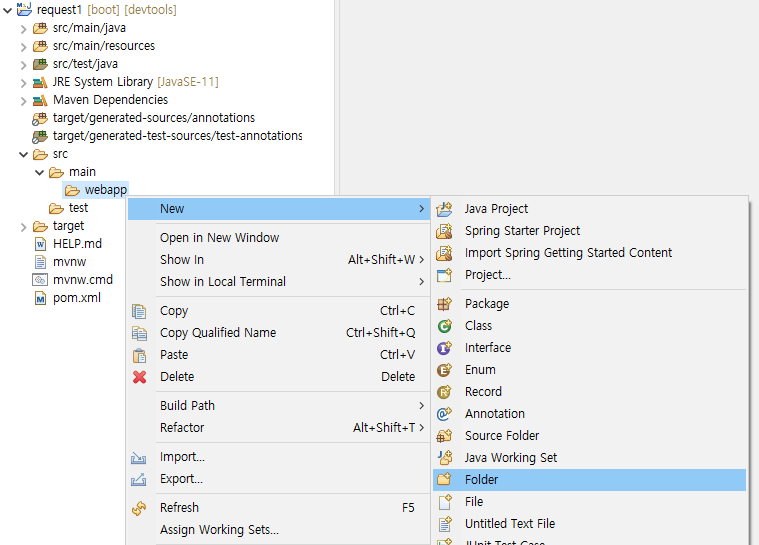 request1 [boot] [devtools]
src/main/java
src/main/resources
src/test/java
JRE System Library [JavaSE-11]
Maven Dependencies
target/generated-sources/annotations
target/generated-test-sources/test-annotations
src
main
webapp
test
target
HELP.md
mvnw
mvnw.cmd
pom.xml
New
Open in New Window
Show In Alt+Shift+W
Show in Local Terminal
Copy Ctrl+C
Copy Qualified Name Ctrl+Shift+Q
Paste Ctrl+V
Delete Delete
Build Path
Refactor Alt+Shift+T
Import...
Export...
Refresh F5
Assign Working Sets...
Java Project
Spring Starter Project
Import Spring Getting Started Content
Project...
Package
Class
Interface
Enum
Record
Annotation
Source Folder
Java Working Set
Folder
File
Untitled Text File
JUnit Test Case